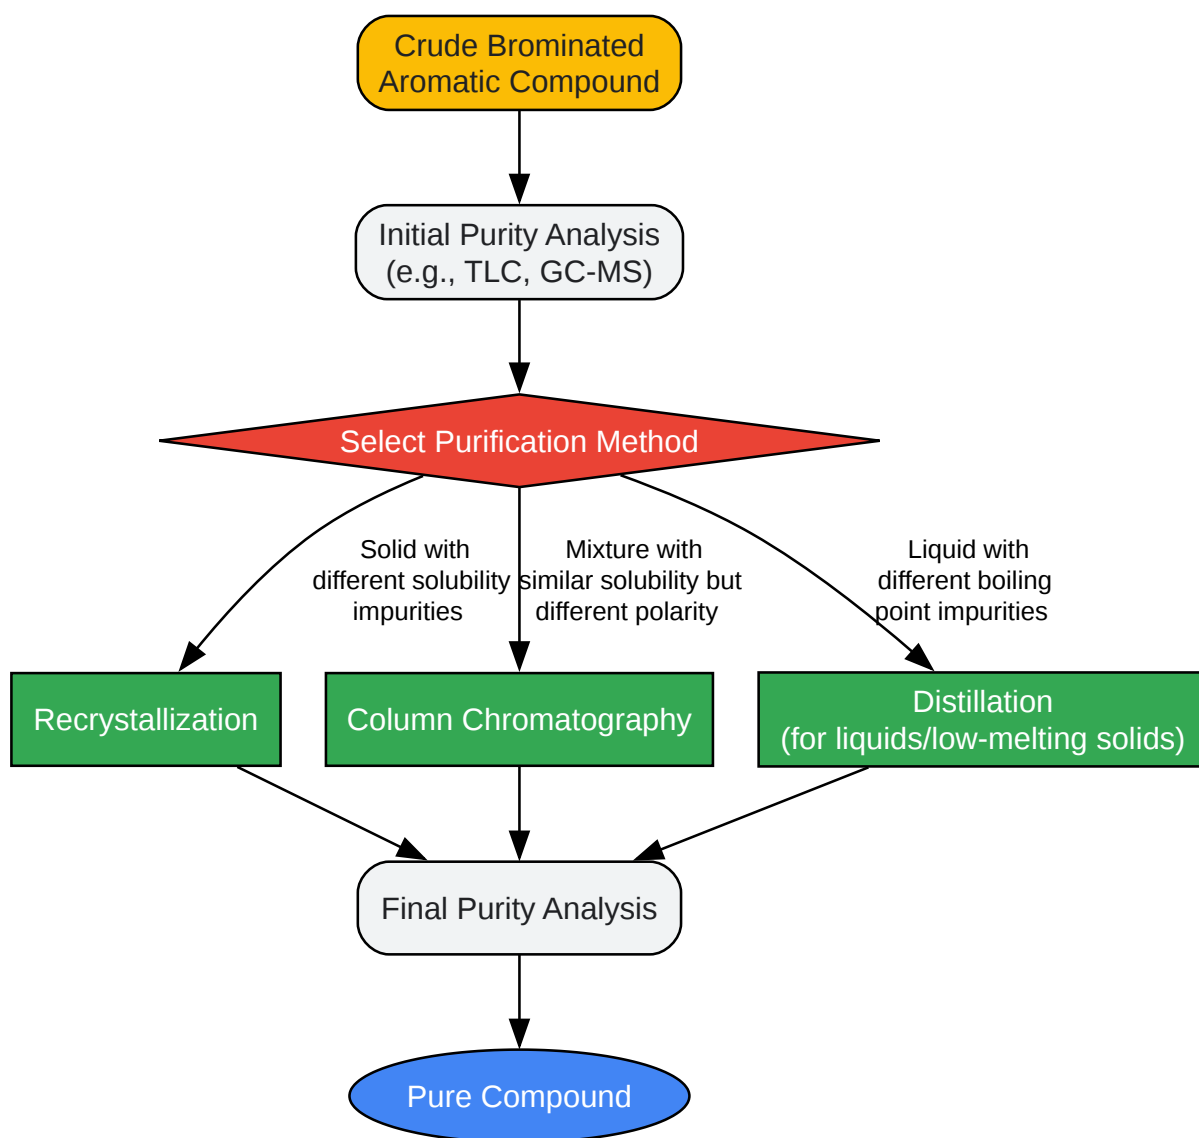 Crude Brominated
Aromatic Compound
Initial Purity Analysis
(e.g., TLC, GC-MS)
Select Purification Method
Solid with
different solubility
impurities
Mixture with
similar solubility but
different polarity
Liquid with
different boiling
point impurities
Recrystallization
Column Chromatography
Distillation
(for liquids/low-melting solids)
Final Purity Analysis
Pure Compound